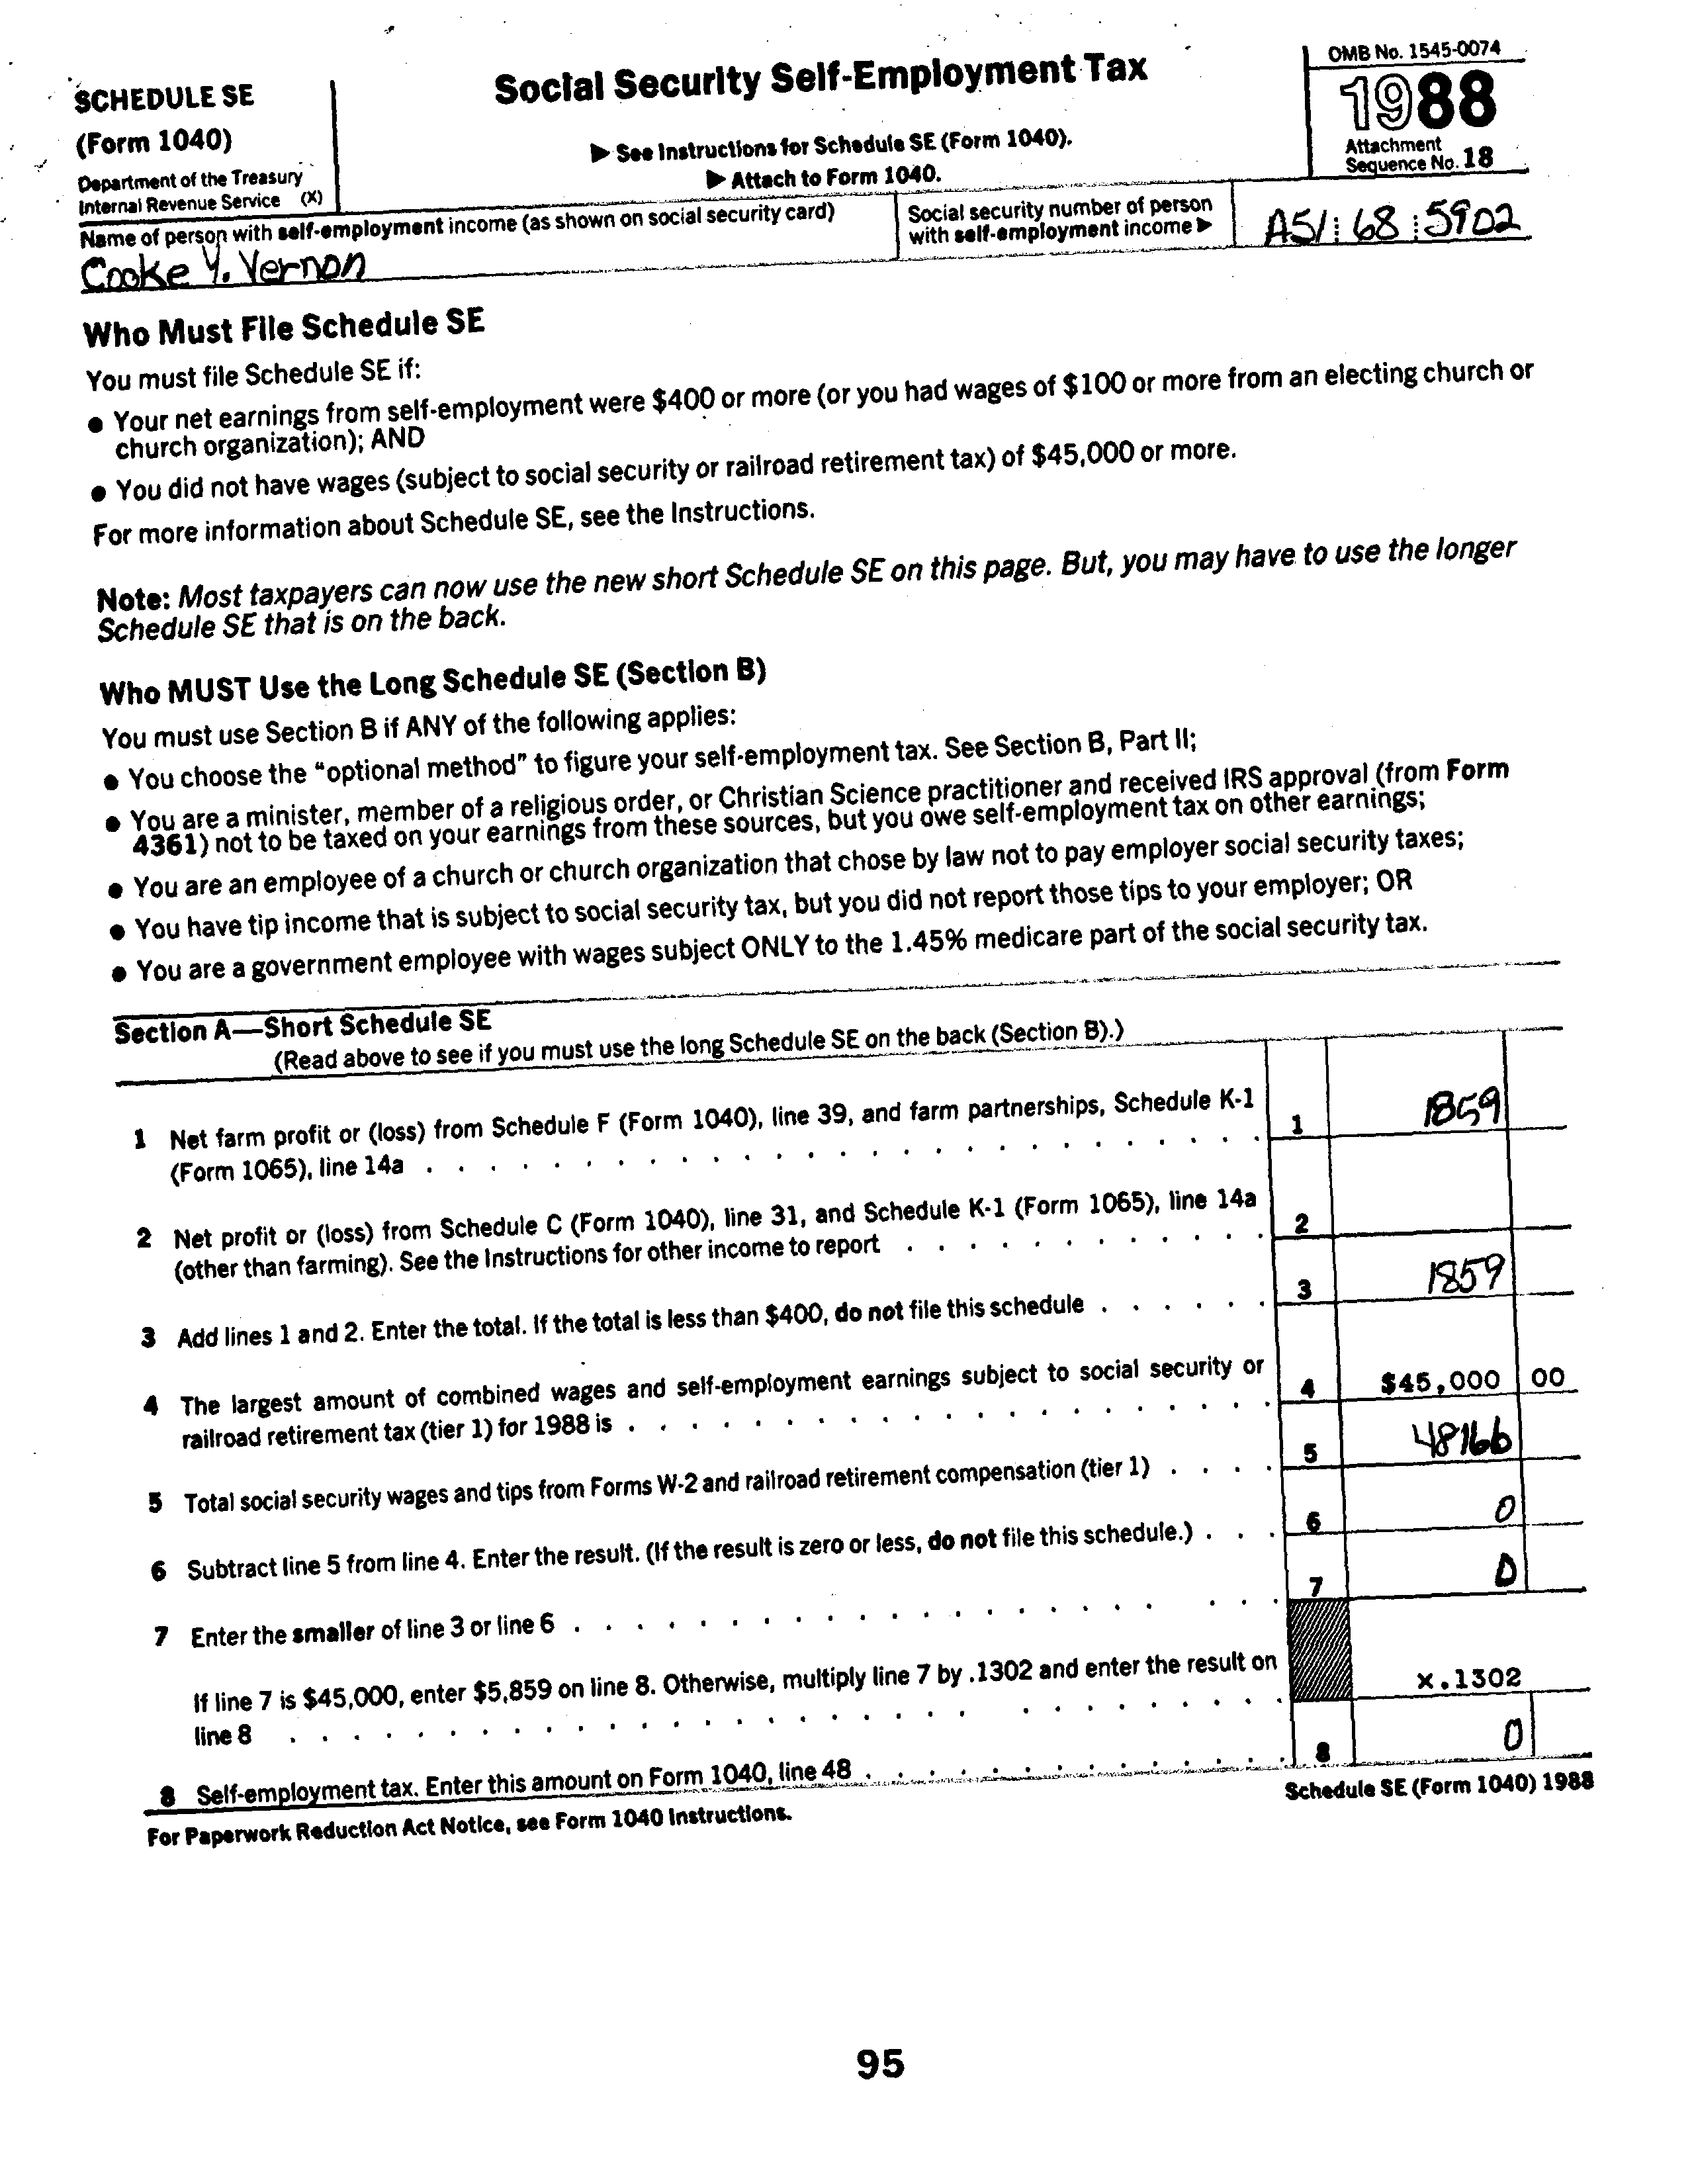 SCHEDULE SE
(Form 1040)
Department of the Treasury
Internal Revenue Service (X)
Social Security Self-Employment Tax
▶ See Instructions for Schedule SE (Form 1040).
▶ Attach to Form 1040.
OMB No. 1545-0074
1988
Attachment
Sequence No. 18
Name of person with self-employment income (as shown on social security card)
Cooke Y. Vernon
Social security number of person
with self-employment income ▶
A51 68 5902
Who Must File Schedule SE
You must file Schedule SE if:
● Your net earnings from self-employment were $400 or more (or you had wages of $100 or more from an electing church or
church organization); AND
● You did not have wages (subject to social security or railroad retirement tax) of $45,000 or more.
For more information about Schedule SE, see the Instructions.
Note: Most taxpayers can now use the new short Schedule SE on this page. But, you may have to use the longer
Schedule SE that is on the back.
Who MUST Use the Long Schedule SE (Section B)
You must use Section B if ANY of the following applies:
● You choose the "optional method" to figure your self-employment tax. See Section B, Part II;
● You are a minister, member of a religious order, or Christian Science practitioner and received IRS approval (from Form
4361) not to be taxed on your earnings from these sources, but you owe self-employment tax on other earnings;
● You are an employee of a church or church organization that chose by law not to pay employer social security taxes;
● You have tip income that is subject to social security tax, but you did not report those tips to your employer; OR
● You are a government employee with wages subject ONLY to the 1.45% medicare part of the social security tax.
Section A—Short Schedule SE
(Read above to see if you must use the long Schedule SE on the back (Section B).)
1 Net farm profit or (loss) from Schedule F (Form 1040), line 39, and farm partnerships, Schedule K-1
(Form 1065), line 14a . . . 1 1859
2 Net profit or (loss) from Schedule C (Form 1040), line 31, and Schedule K-1 (Form 1065), line 14a
(other than farming). See the Instructions for other income to report . . . 2
3 Add lines 1 and 2. Enter the total. If the total is less than $400, do not file this schedule . . . 3 1859
4 The largest amount of combined wages and self-employment earnings subject to social security or
railroad retirement tax (tier 1) for 1988 is . . . 4 $45,000 00
5 Total social security wages and tips from Forms W-2 and railroad retirement compensation (tier 1) . . . 5 48166
6 Subtract line 5 from line 4. Enter the result. (If the result is zero or less, do not file this schedule.) . . . 6 0
7 Enter the smaller of line 3 or line 6 . . . 7 0
If line 7 is $45,000, enter $5,859 on line 8. Otherwise, multiply line 7 by .1302 and enter the result on
line 8 . . . x.1302
8 Self-employment tax. Enter this amount on Form 1040, line 48 . . . 8 0
For Paperwork Reduction Act Notice, see Form 1040 Instructions.
Schedule SE (Form 1040) 1988
95